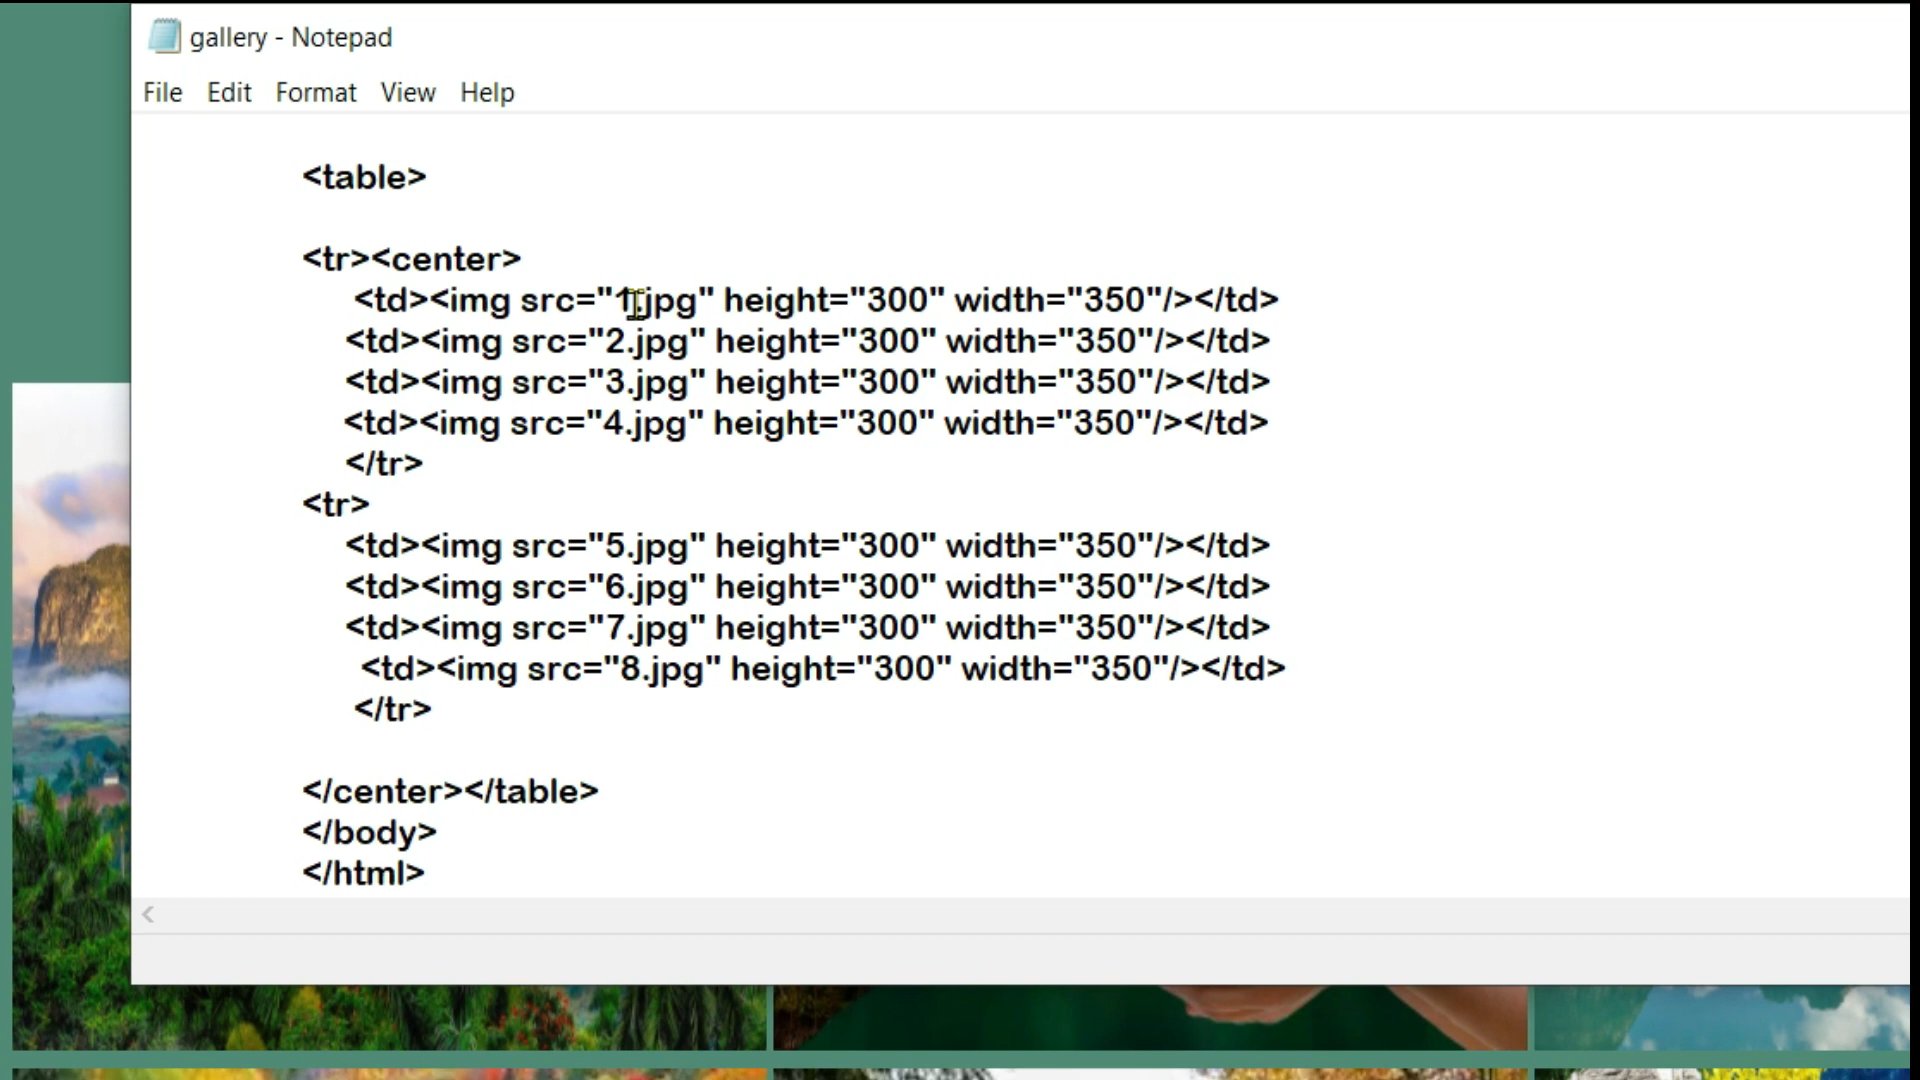 gallery - Notepad
File Edit Format View Help
<table>
<tr><center>
<td><img src="1.jpg" height="300" width="350"/></td>
<td><img src="2.jpg" height="300" width="350"/></td>
<td><img src="3.jpg" height="300" width="350"/></td>
<td><img src="4.jpg" height="300" width="350"/></td>
</tr>
<tr>
<td><img src="5.jpg" height="300" width="350"/></td>
<td><img src="6.jpg" height="300" width="350"/></td>
<td><img src="7.jpg" height="300" width="350"/></td>
<td><img src="8.jpg" height="300" width="350"/></td>
</tr>
</center></table>
</body>
</html>